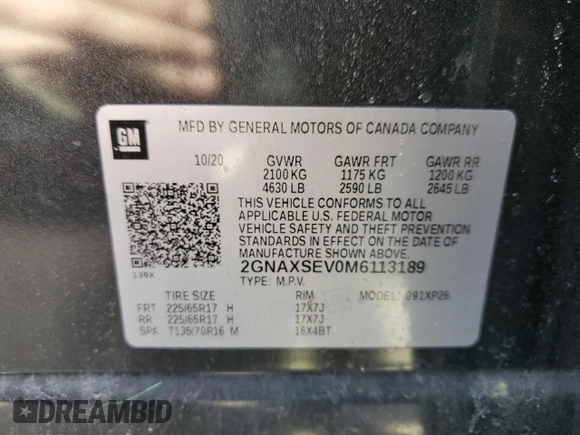 GM
MFD BY GENERAL MOTORS OF CANADA COMPANY
10/20 GVWR GAWR FRT GAWR RR
2100 KG 1175 KG 1200 KG
4630 LB 2590 LB 2645 LB
THIS VEHICLE CONFORMS TO ALL
APPLICABLE U.S. FEDERAL MOTOR
VEHICLE SAFETY AND THEFT PREVENTION
STANDARDS IN EFFECT ON THE DATE OF
MANUFACTURE SHOWN ABOVE.
2GNAXSEV0M6113189
TYPE: M.P.V.
TIRE SIZE RIM MODEL: 091XP26
FRT 225/65R17 H 17X7J
RR 225/65R17 H 17X7J
SPA T135/70R16 M 16X4BT
DREAMBID